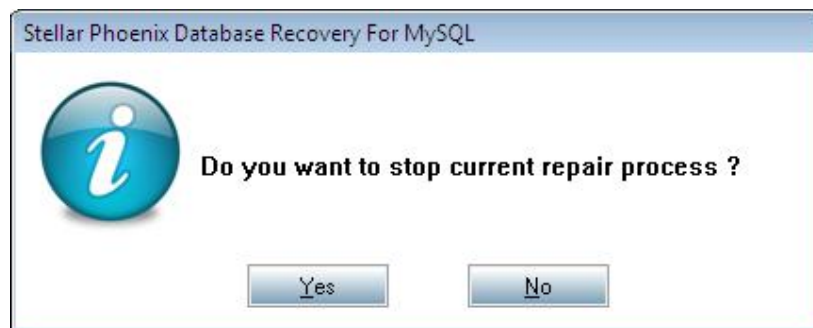 Stellar Phoenix Database Recovery For MySQL
Do you want to stop current repair process ?
Yes No